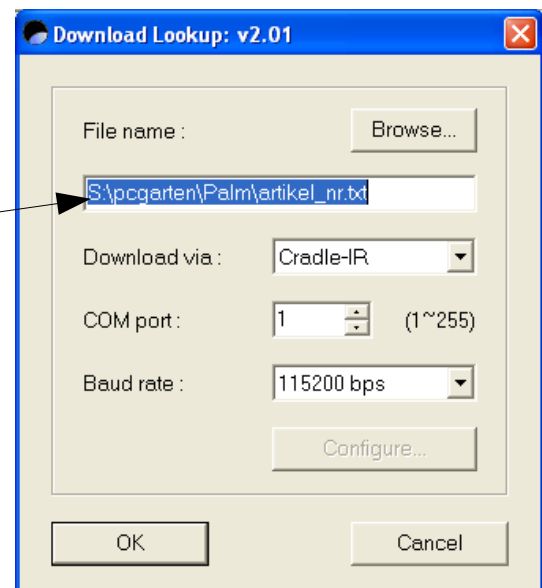 Download Lookup: v2.01
File name : Browse...
S:\pcgarten\Palm\artikel_nr.txt
Download via : Cradle-IR
COM port : 1 (1~255)
Baud rate : 115200 bps
Configure...
OK Cancel